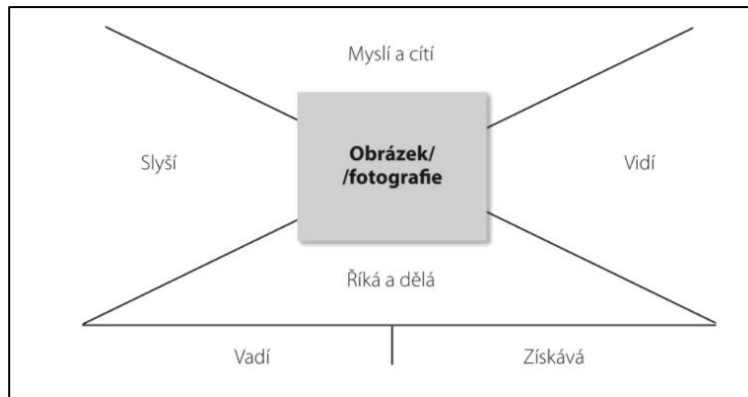 Myslí a cítí
Slyší
Obrázek/
/fotografie
Vidí
Říká a dělá
Vadí
Získává